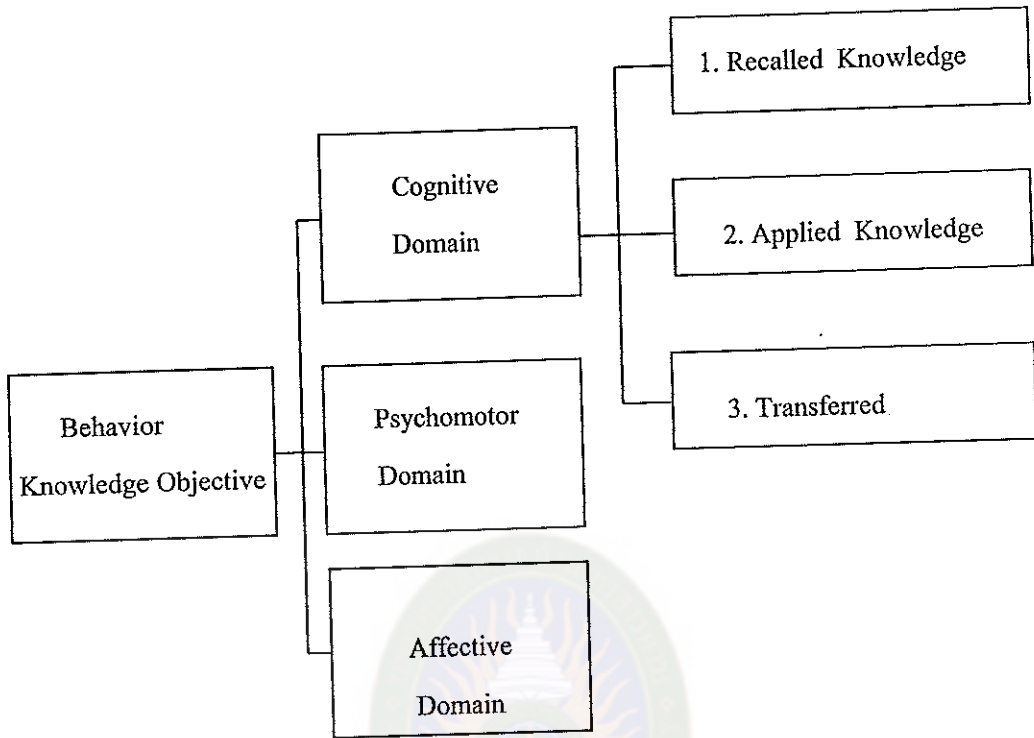 1. Recalled Knowledge
Cognitive
Domain
2. Applied Knowledge
3. Transferred
Behavior
Knowledge Objective
Psychomotor
Domain
Affective
Domain